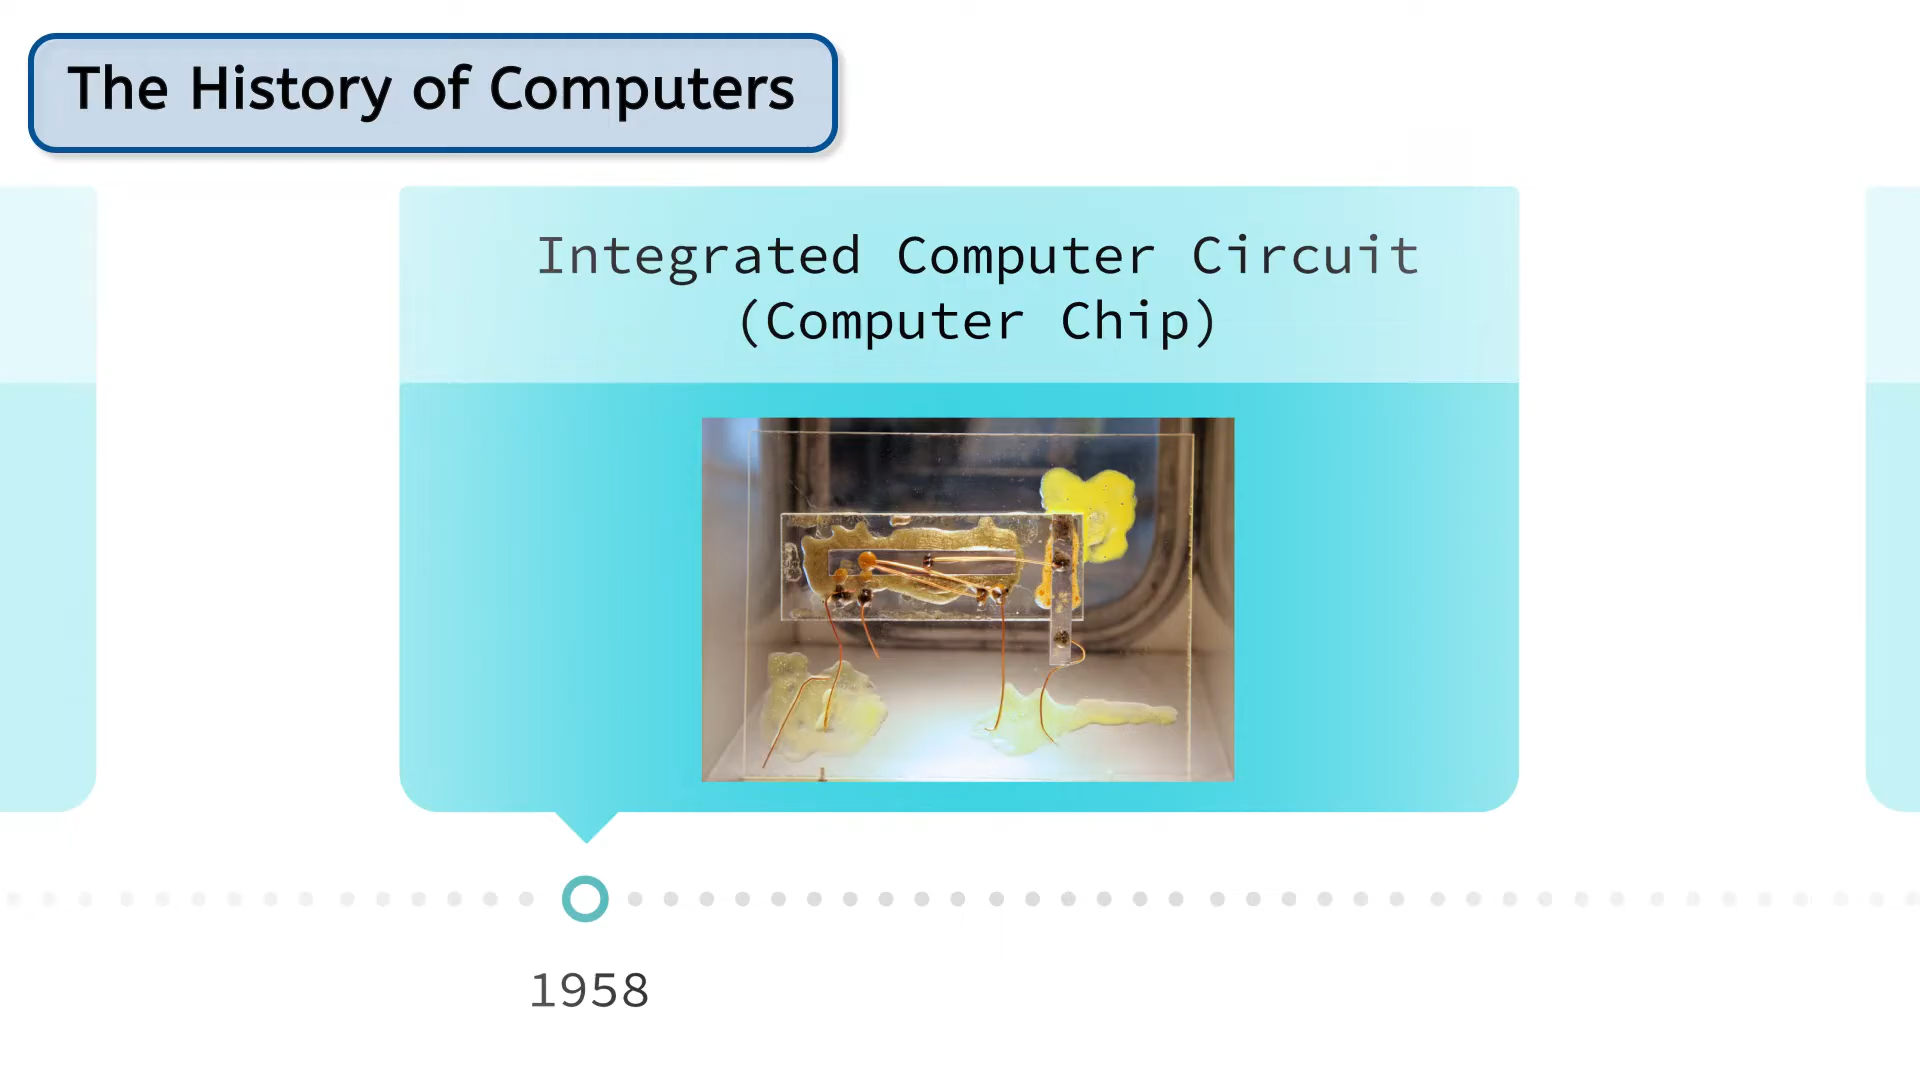 The History of Computers
Integrated Computer Circuit
(Computer Chip)
1958